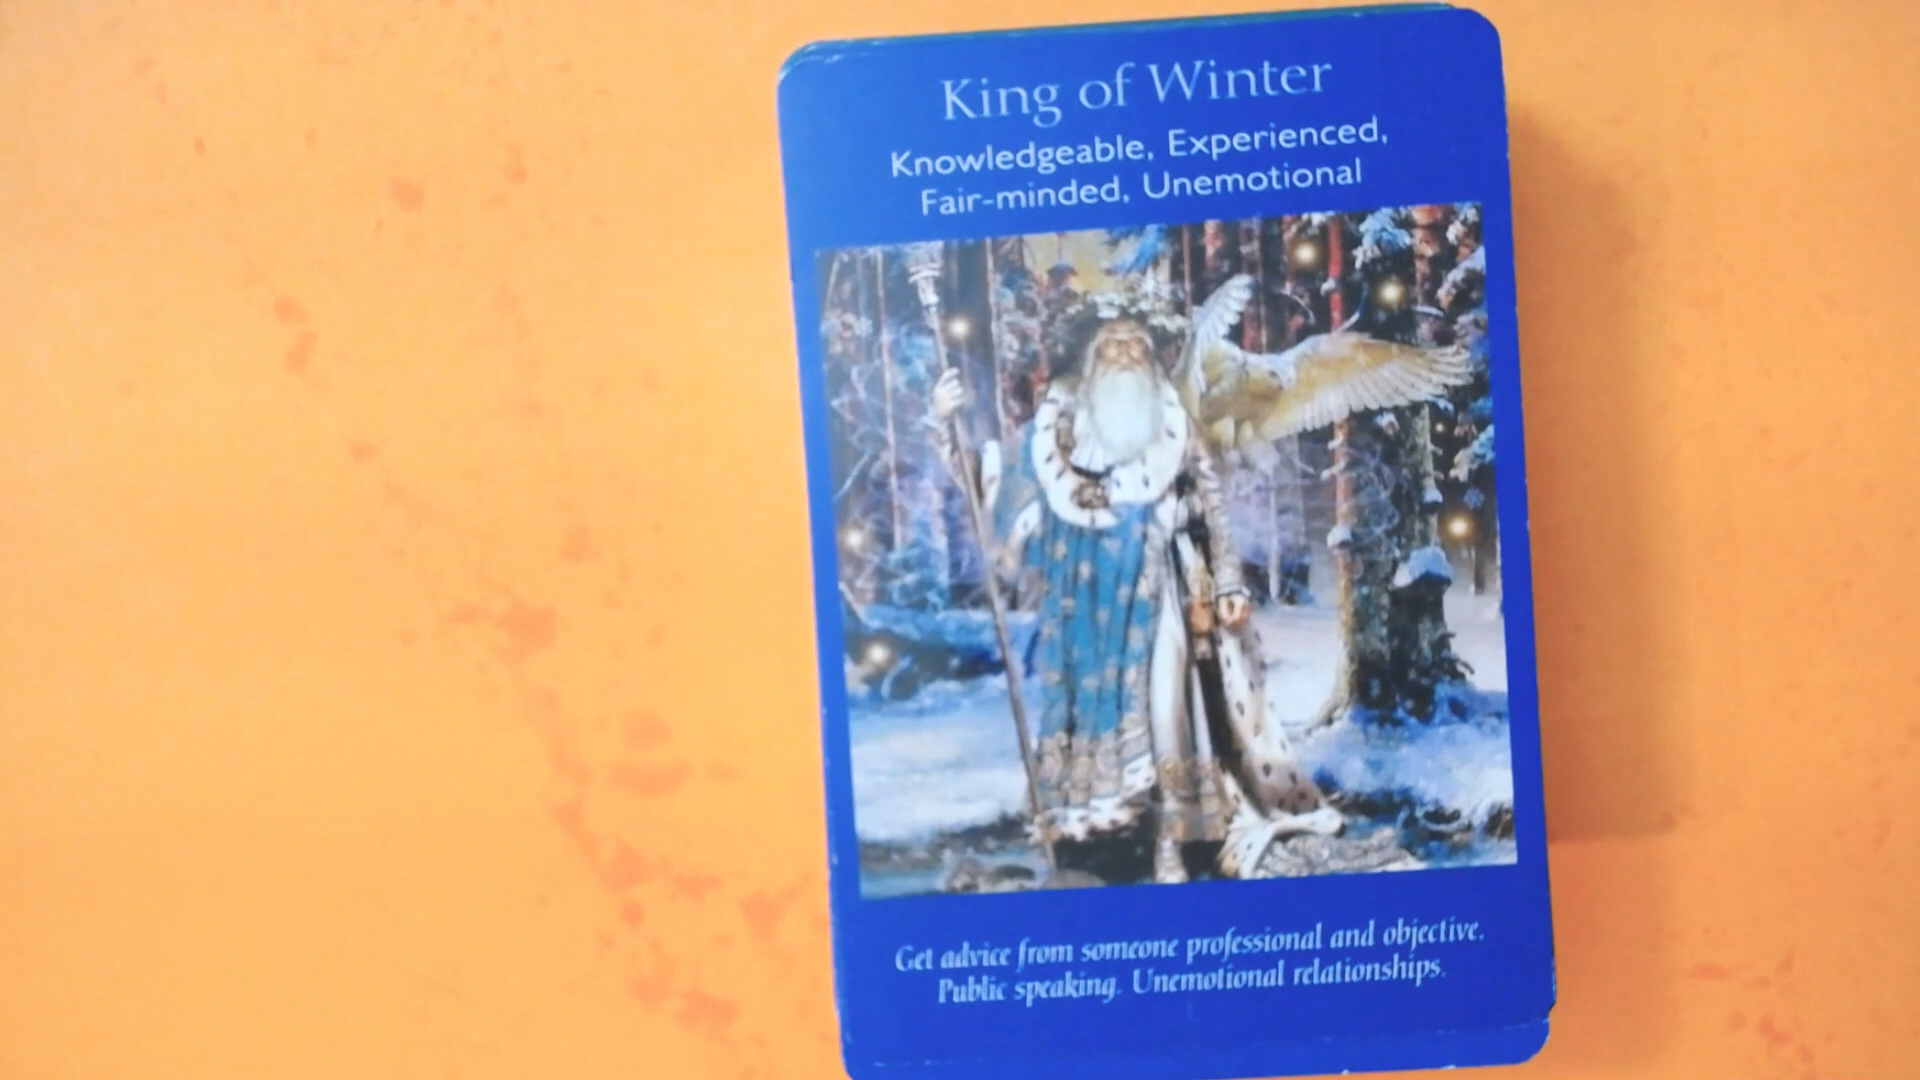 King of Winter
Knowledgeable, Experienced,
Fair-minded, Unemotional
Get advice from someone professional and objective.
Public speaking. Unemotional relationships.